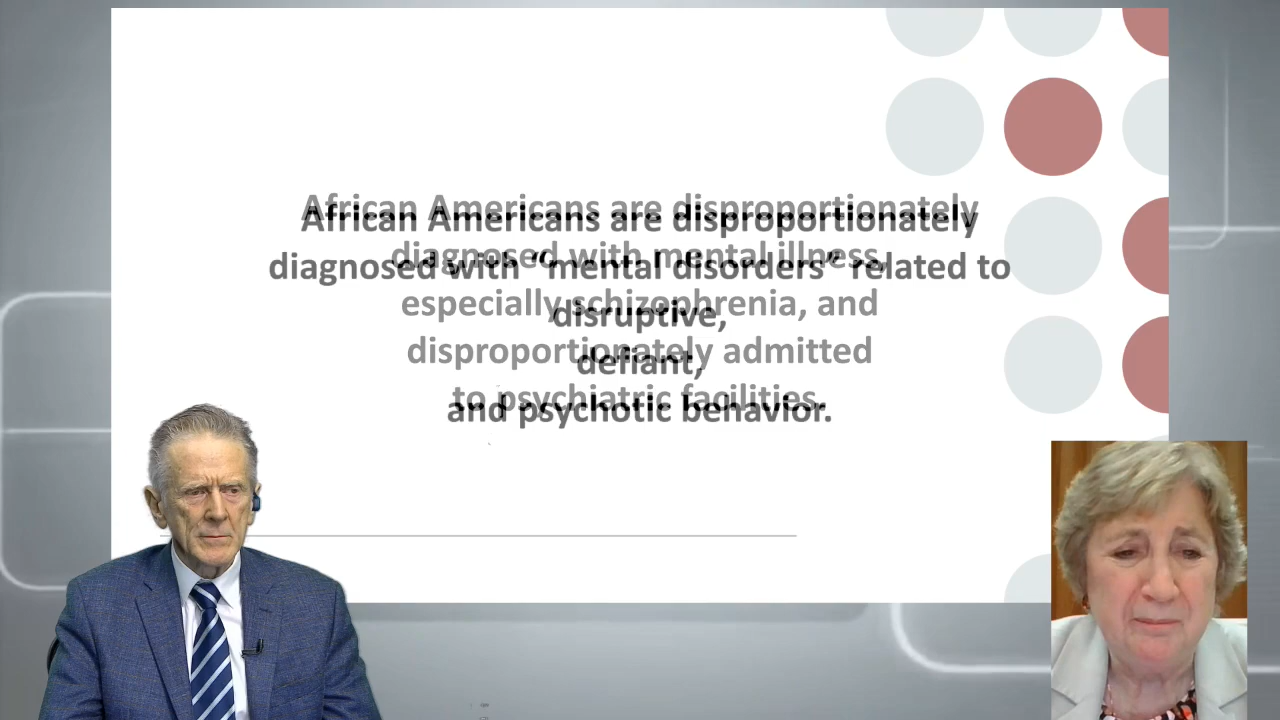 African Americans are disproportionately
diagnosed with mental illness,
especially schizophrenia, and
disproportionately admitted
to psychiatric facilities.
African Americans are disproportionately
diagnosed with “mental disorders” related to
disruptive,
defiant,
and psychotic behavior.